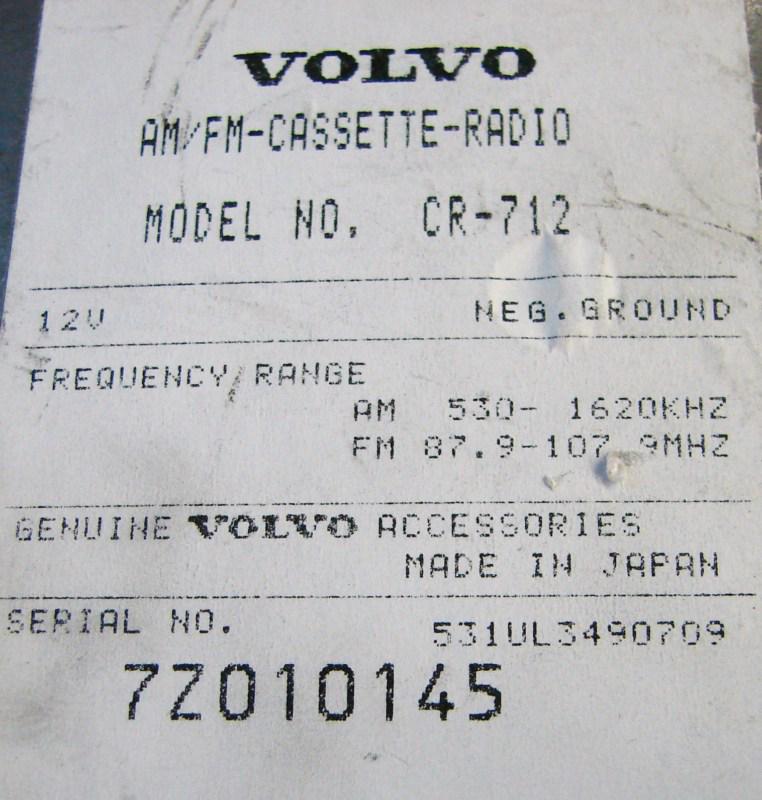 VOLVO
AM/FM-CASSETTE-RADIO
MODEL NO. CR-712
12V NEG.GROUND
FREQUENCY RANGE
AM 530- 1620KHZ
FM 87.9-107.9MHZ
GENUINE VOLVO ACCESSORIES
MADE IN JAPAN
SERIAL NO. 531UL3490709
7Z010145